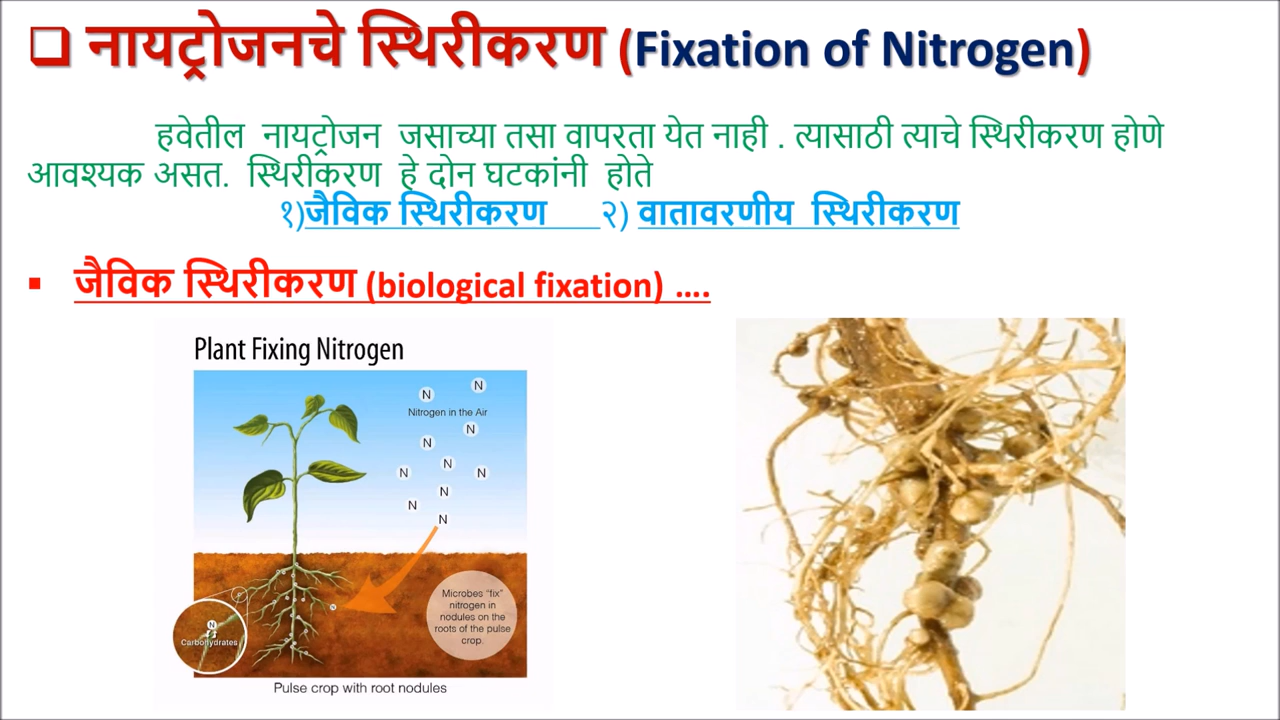 नायट्रोजनचे स्थिरीकरण (Fixation of Nitrogen)
हवेतील नायट्रोजन जसाच्या तसा वापरता येत नाही . त्यासाठी त्याचे स्थिरीकरण होणे
आवश्यक असत. स्थिरीकरण हे दोन घटकांनी होते
१)जैविक स्थिरीकरण २) वातावरणीय स्थिरीकरण
जैविक स्थिरीकरण (biological fixation) ....
Plant Fixing Nitrogen
N
N
Nitrogen in the Air
N
N
N
N
N
N
N
N
Microbes "fix"
nitrogen in
nodules on the
roots of the pulse
crop.
N
N
Carbohydrates
Pulse crop with root nodules